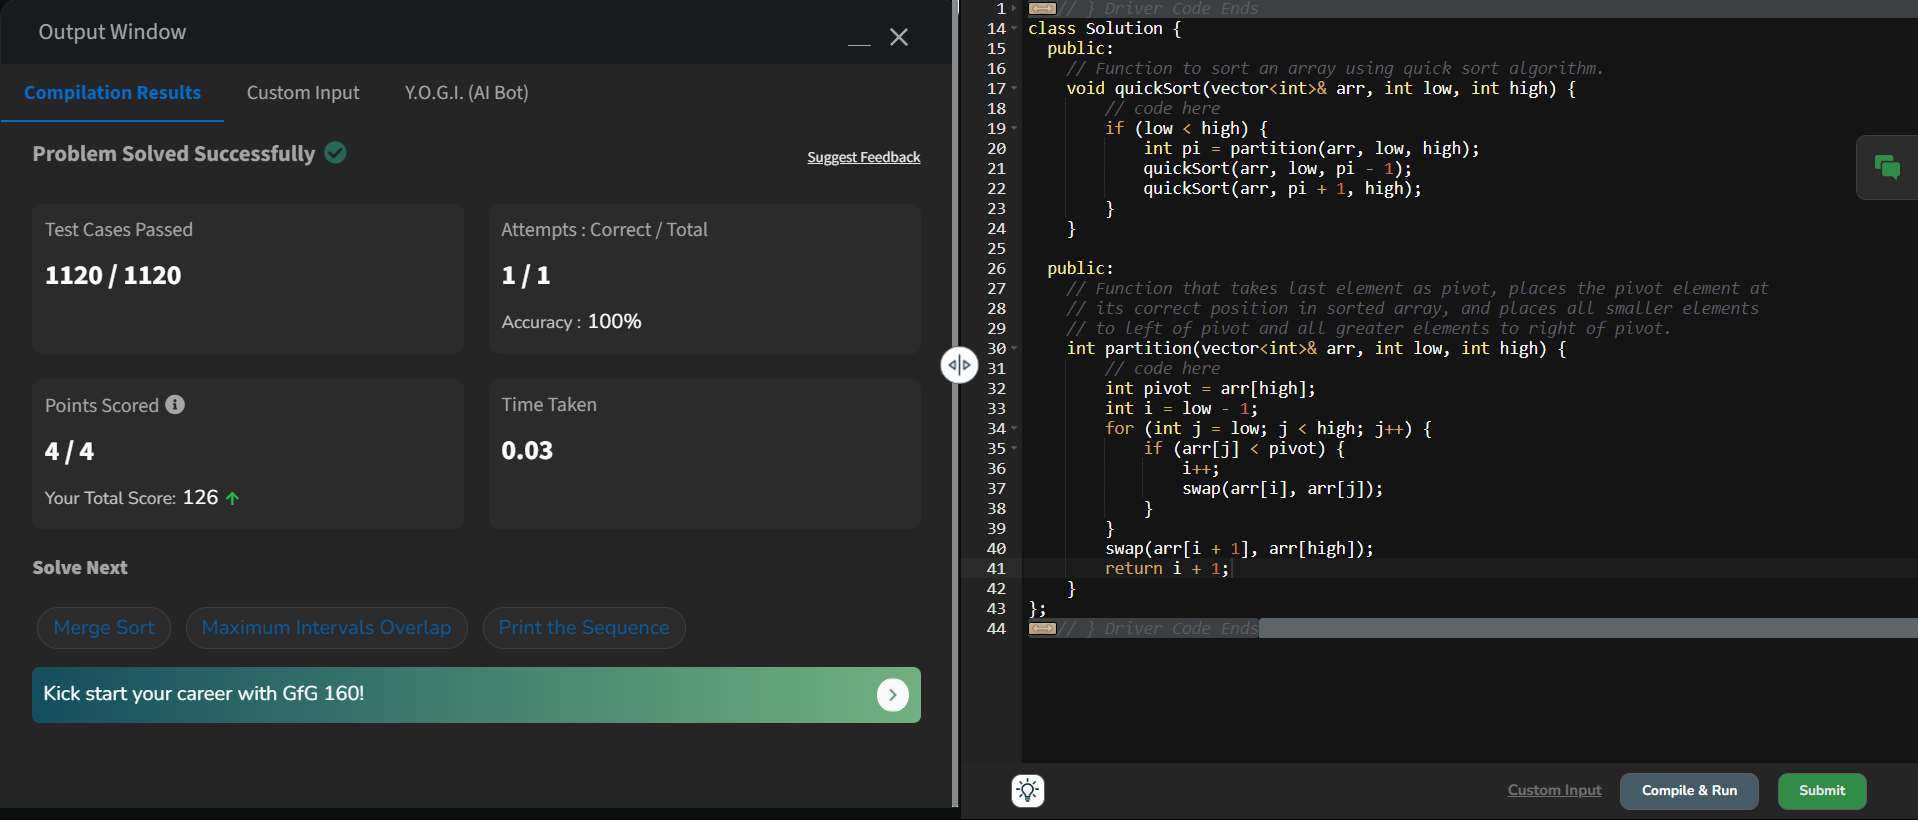 Output Window
Compilation Results Custom Input Y.O.G.I. (AI Bot)
Problem Solved Successfully
Suggest Feedback
Test Cases Passed
1120 / 1120
Attempts : Correct / Total
1 / 1
Accuracy : 100%
Points Scored
4 / 4
Your Total Score: 126
Time Taken
0.03
Solve Next
Merge Sort Maximum Intervals Overlap Print the Sequence
Kick start your career with GfG 160!
1 // } Driver Code Ends
14 class Solution {
15   public:
16     // Function to sort an array using quick sort algorithm.
17     void quickSort(vector<int>& arr, int low, int high) {
18         // code here
19         if (low < high) {
20             int pi = partition(arr, low, high);
21             quickSort(arr, low, pi - 1);
22             quickSort(arr, pi + 1, high);
23         }
24     }
25
26   public:
27     // Function that takes last element as pivot, places the pivot element at
28     // its correct position in sorted array, and places all smaller elements
29     // to left of pivot and all greater elements to right of pivot.
30     int partition(vector<int>& arr, int low, int high) {
31         // code here
32         int pivot = arr[high];
33         int i = low - 1;
34         for (int j = low; j < high; j++) {
35             if (arr[j] < pivot) {
36                 i++;
37                 swap(arr[i], arr[j]);
38             }
39         }
40         swap(arr[i + 1], arr[high]);
41         return i + 1;
42     }
43 };
44 // } Driver Code Ends
Custom Input Compile & Run Submit